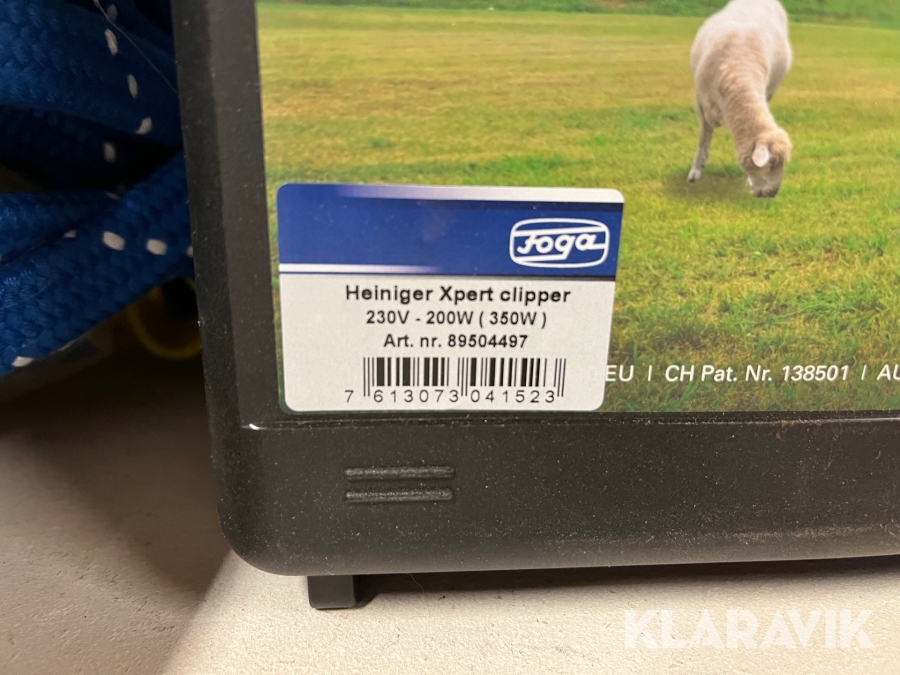 Foga
Heiniger Xpert clipper
230V - 200W ( 350W )
Art. nr. 89504497
7 613073 041523
EU I CH Pat. Nr. 138501 I AU
KLARAVIK